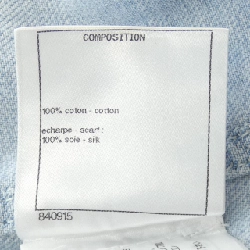 COMPOSITION
100% coton - cotton
echarpe - scarf:
100% soie - silk
840915